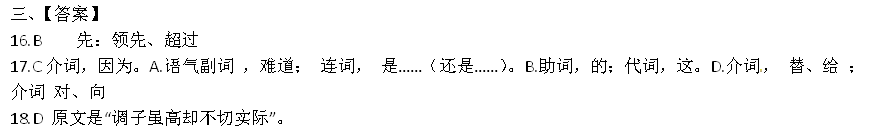 三、【答案】
16.B 先：领先、超过
17.C 介词，因为。A.语气副词 ，难道； 连词， 是……（还是……）。B.助词，的；代词，这。D.介词， 替、给 ；
介词 对、向
18.D 原文是“调子虽高却不切实际”。